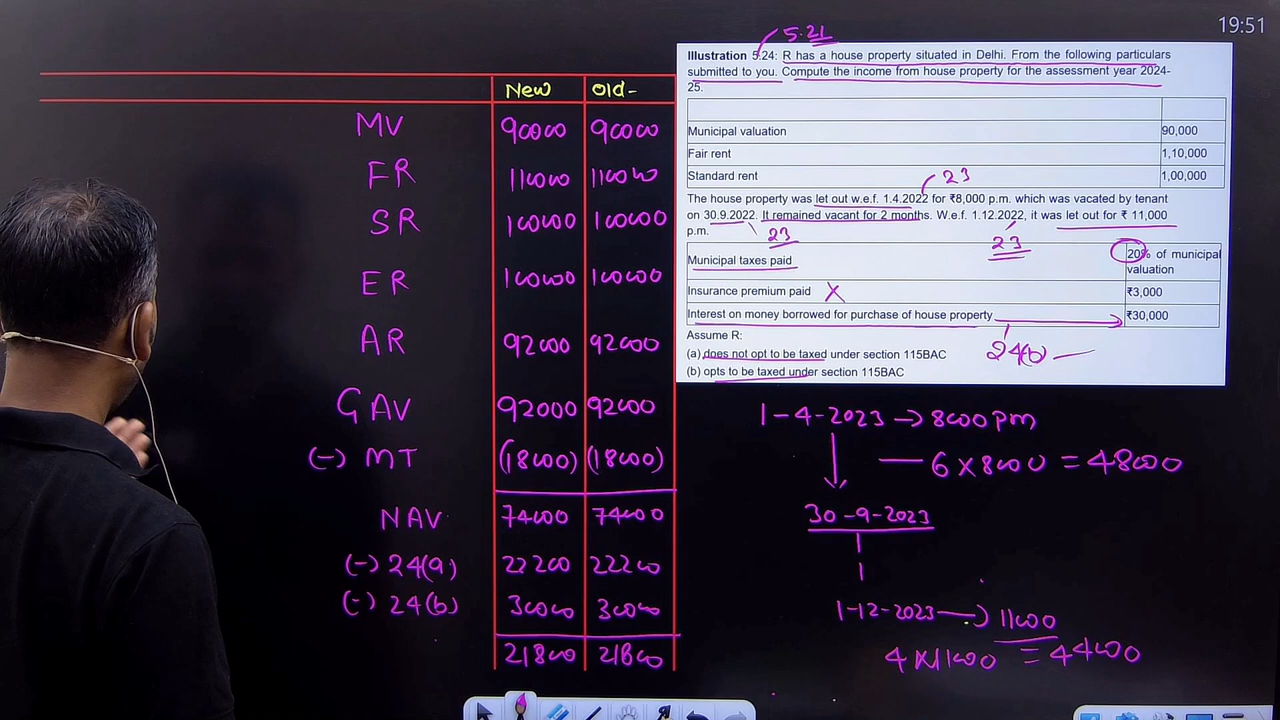 19:51
5.21
Illustration 5.24: R has a house property situated in Delhi. From the following particulars
submitted to you. Compute the income from house property for the assessment year 2024-
25.
Municipal valuation 90,000
Fair rent 1,10,000
Standard rent 1,00,000
23
The house property was let out w.e.f. 1.4.2022 for ₹8,000 p.m. which was vacated by tenant
on 30.9.2022. It remained vacant for 2 months. W.e.f. 1.12.2022, it was let out for ₹ 11,000
p.m.
23 23
Municipal taxes paid 20% of municipal
valuation
Insurance premium paid X ₹3,000
Interest on money borrowed for purchase of house property ₹30,000
Assume R:
24(b)
(a) does not opt to be taxed under section 115BAC
(b) opts to be taxed under section 115BAC
New old-
MV 90000 90000
FR 110000 110000
SR 100000 100000
ER 100000 100000
AR 92000 92000
GAV 92000 92000
(-) MT (18000) (18000)
NAV 74000 74000
(-) 24(a) 22200 22200
(-) 24(b) 30000 30000
21800 21800
1-4-2023 → 8000 pm
— 6 X 8000 = 48000
30-9-2023
1-12-2023 → 11000
4 X 11000 = 44000